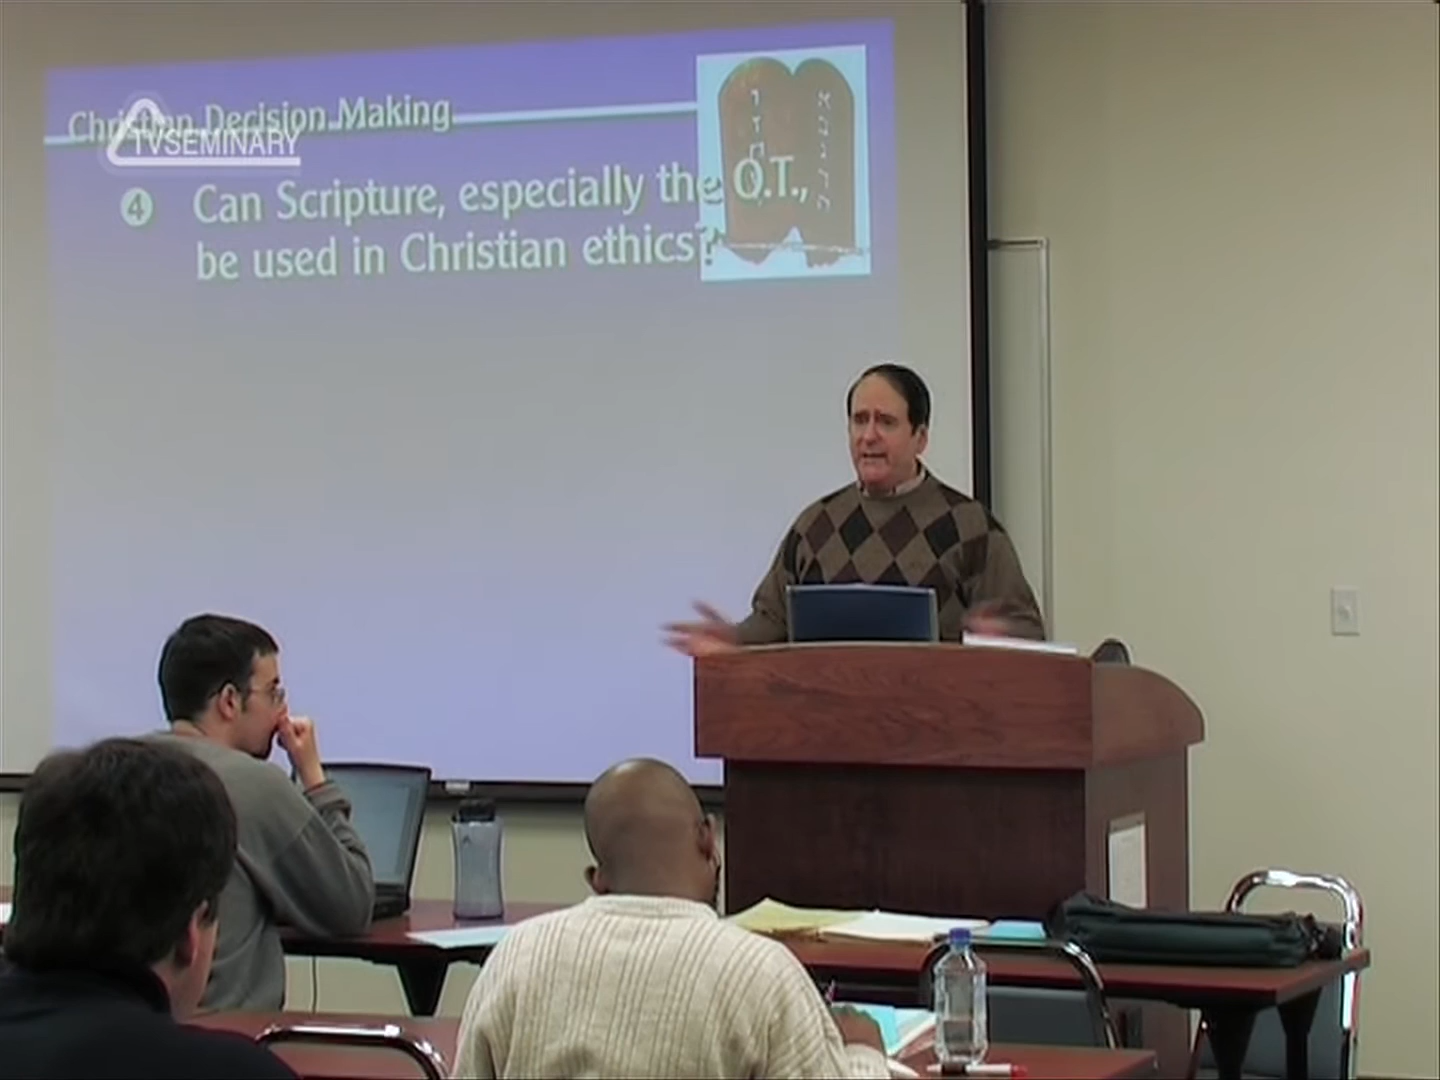 Christian Decision Making
TVSEMINARY
4 Can Scripture, especially the O.T.,
be used in Christian ethics?